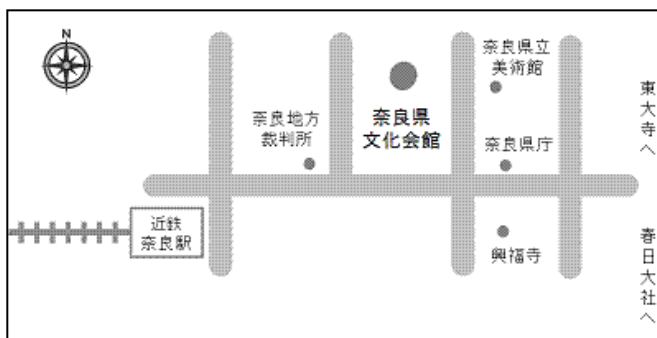 N
奈良県立
美術館
奈良地方
裁判所
奈良県
文化会館
奈良県庁
東大寺へ
近鉄
奈良駅
興福寺
春日大社へ